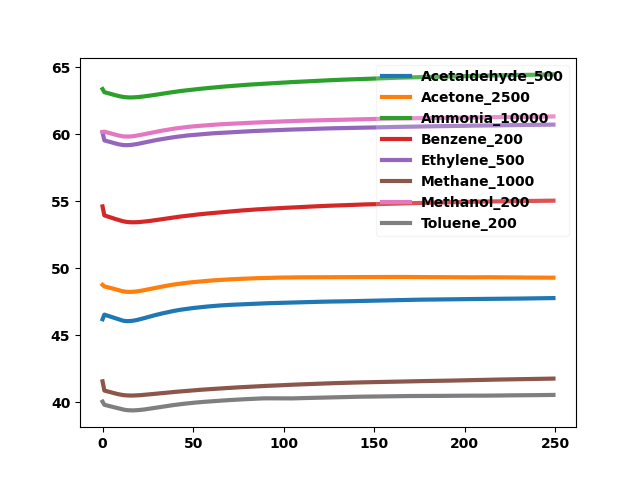 65
60
55
50
45
40
0 50 100 150 200 250
Acetaldehyde_500
Acetone_2500
Ammonia_10000
Benzene_200
Ethylene_500
Methane_1000
Methanol_200
Toluene_200